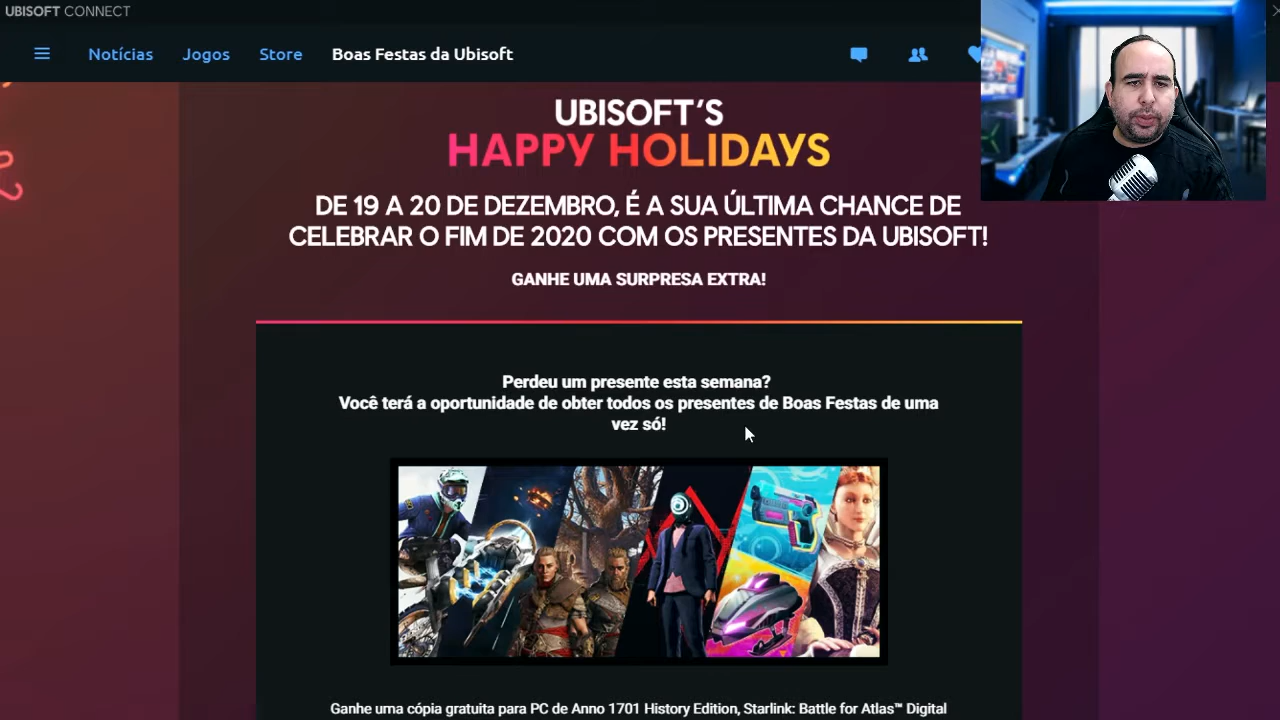 UBISOFT CONNECT
Notícias Jogos Store Boas Festas da Ubisoft
UBISOFT'S
HAPPY HOLIDAYS
DE 19 A 20 DE DEZEMBRO, É A SUA ÚLTIMA CHANCE DE
CELEBRAR O FIM DE 2020 COM OS PRESENTES DA UBISOFT!
GANHE UMA SURPRESA EXTRA!
Perdeu um presente esta semana?
Você terá a oportunidade de obter todos os presentes de Boas Festas de uma
vez só!
Ganhe uma cópia gratuita para PC de Anno 1701 History Edition, Starlink: Battle for Atlas™ Digital